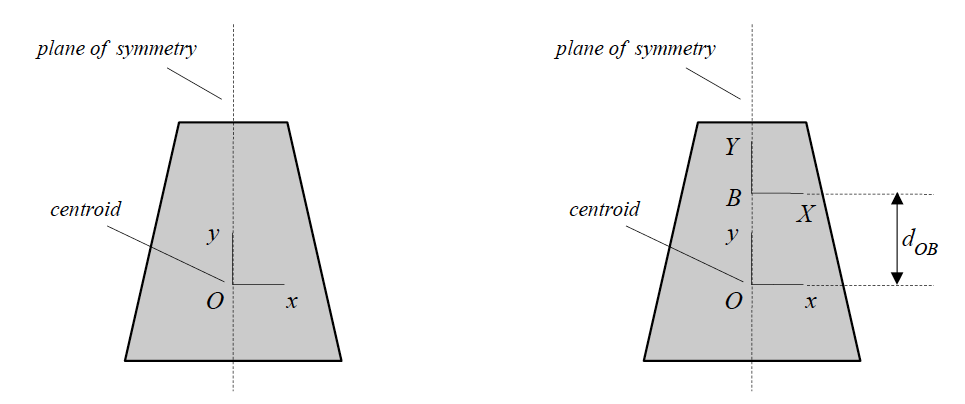 plane of symmetry
centroid
y
O
x
plane of symmetry
Y
B
X
centroid
y
O
x
d_OB